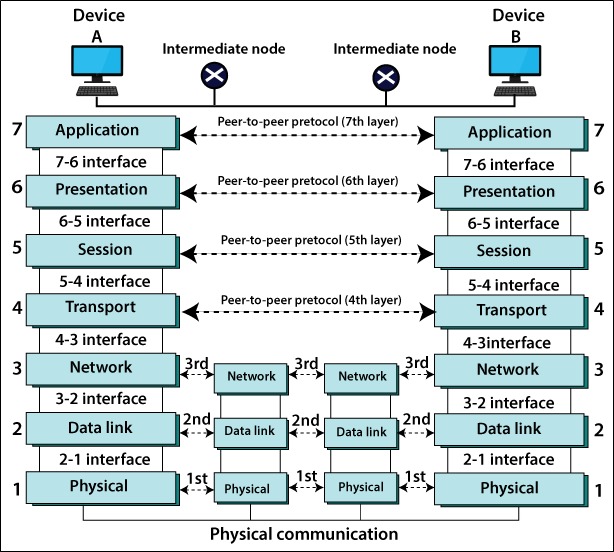 Device
A
Device
B
Intermediate node
Intermediate node
7 Application Peer-to-peer pretocol (7th layer) Application 7
7-6 interface 7-6 interface
6 Presentation Peer-to-peer pretocol (6th layer) Presentation 6
6-5 interface 6-5 interface
5 Session Peer-to-peer pretocol (5th layer) Session 5
5-4 interface 5-4 interface
4 Transport Peer-to-peer pretocol (4th layer) Transport 4
4-3 interface 4-3interface
3 Network 3rd Network 3rd Network 3rd Network 3
3-2 interface 3-2 interface
2 Data link 2nd Data link 2nd Data link 2nd Data link 2
2-1 interface 2-1 interface
1 Physical 1st Physical 1st Physical 1st Physical 1
Physical communication